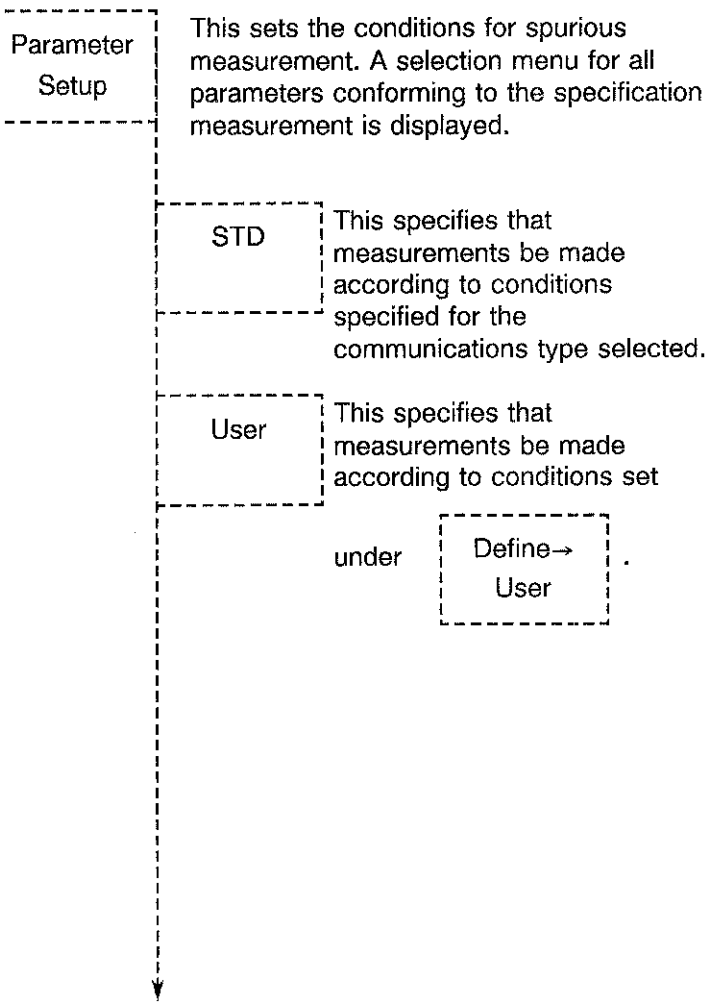 Parameter
Setup
This sets the conditions for spurious
measurement. A selection menu for all
parameters conforming to the specification
measurement is displayed.
STD
This specifies that
measurements be made
according to conditions
specified for the
communications type selected.
User
This specifies that
measurements be made
according to conditions set
under Define→ .
User